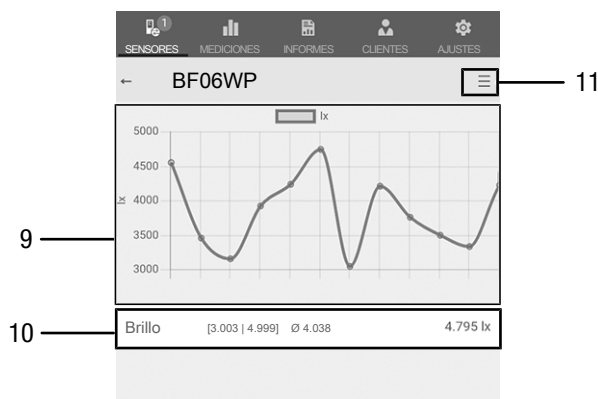 1
SENSORES MEDICIONES INFORMES CLIENTES AJUSTES
← BF06WP ☰ 11
lx
5000
4500
4000
3500
3000
lx
9
10
Brillo [3.003 | 4.999] Ø 4.038 4.795 lx